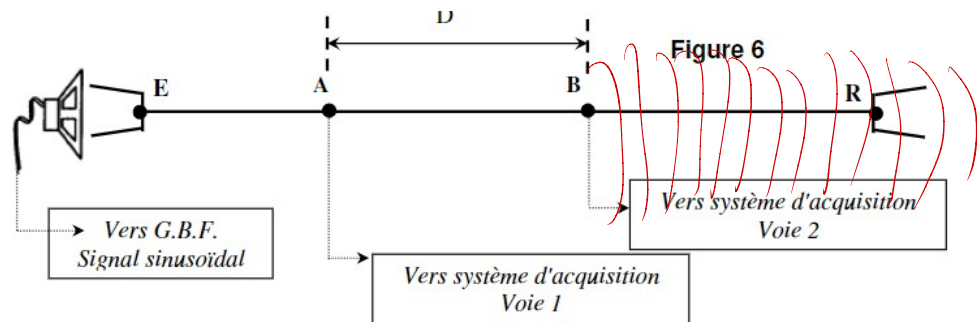 D
Figure 6
E
A
B
R
Vers système d'acquisition
Voie 2
Vers G.B.F.
Signal sinusoïdal
Vers système d'acquisition
Voie 1